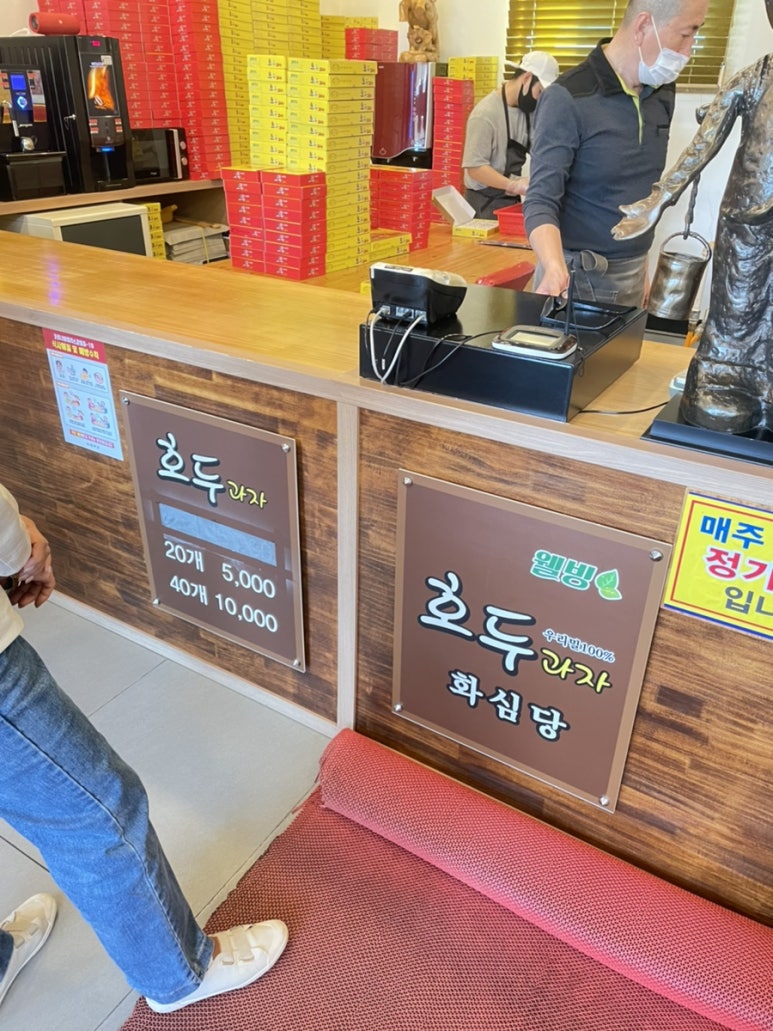 호두과자
20개 5,000
40개 10,000
웰빙
호두과자
우리밀100%
화심당
매주
정기
입니